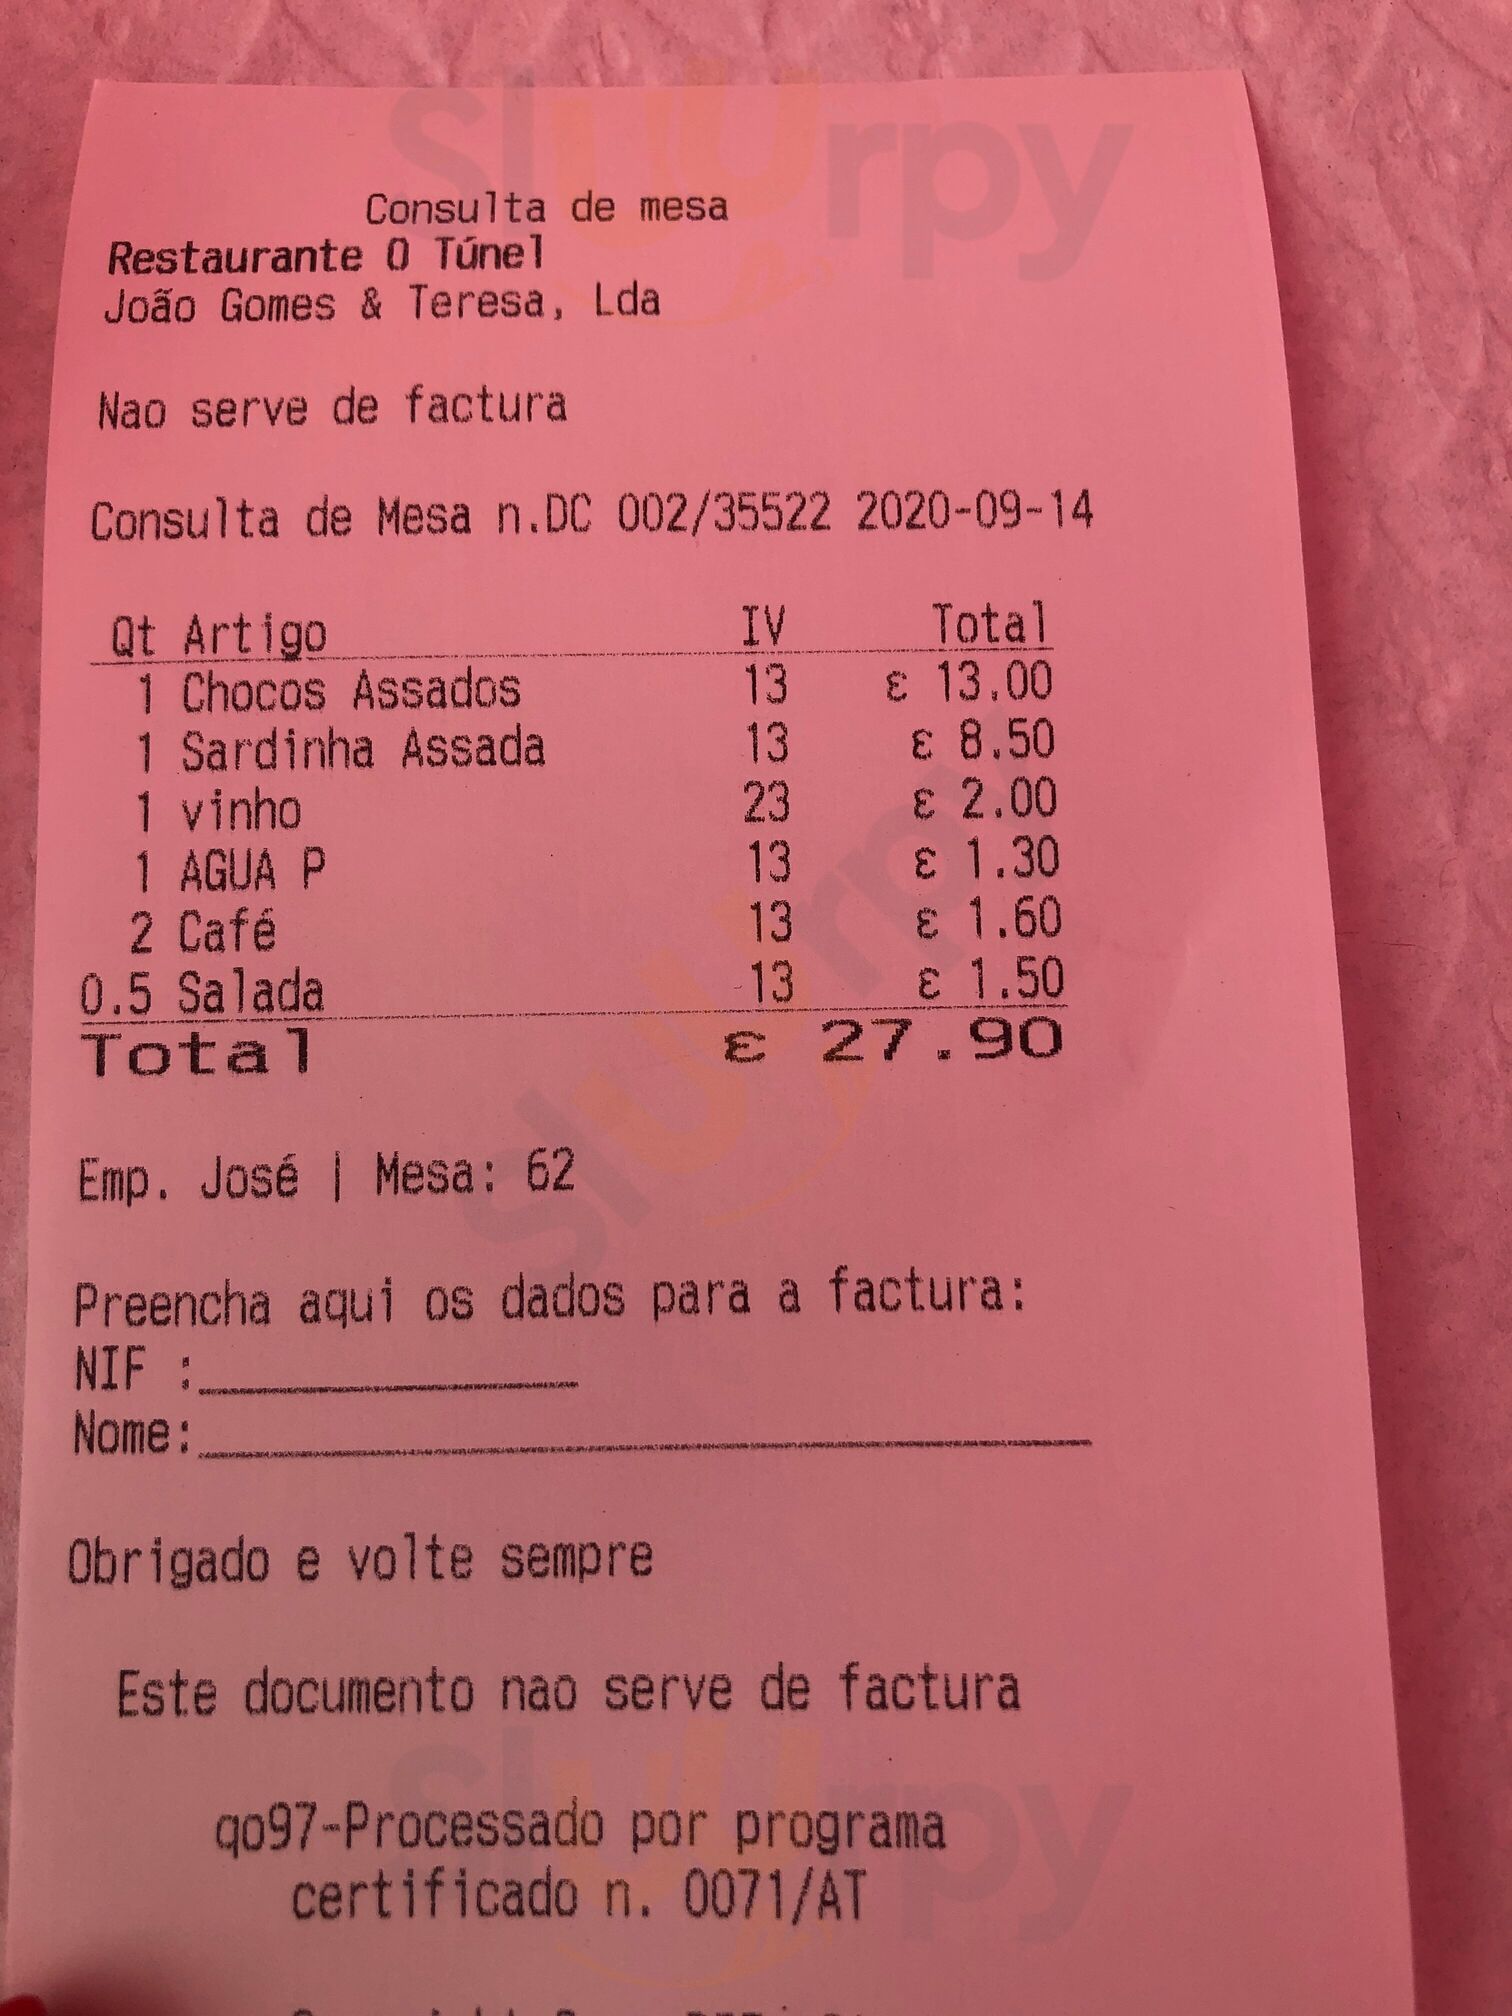 Consulta de mesa
Restaurante O Túnel
João Gomes & Teresa, Lda
Nao serve de factura
Consulta de Mesa n.DC 002/35522 2020-09-14
Qt Artigo IV Total
1 Chocos Assados 13 € 13.00
1 Sardinha Assada 13 € 8.50
1 vinho 23 € 2.00
1 AGUA P 13 € 1.30
2 Café 13 € 1.60
0.5 Salada 13 € 1.50
Total € 27.90
Emp. José | Mesa: 62
Preencha aqui os dados para a factura:
NIF :
Nome:
Obrigado e volte sempre
Este documento nao serve de factura
qo97-Processado por programa
certificado n. 0071/AT
sluurpy
sluurpy
sluurpy